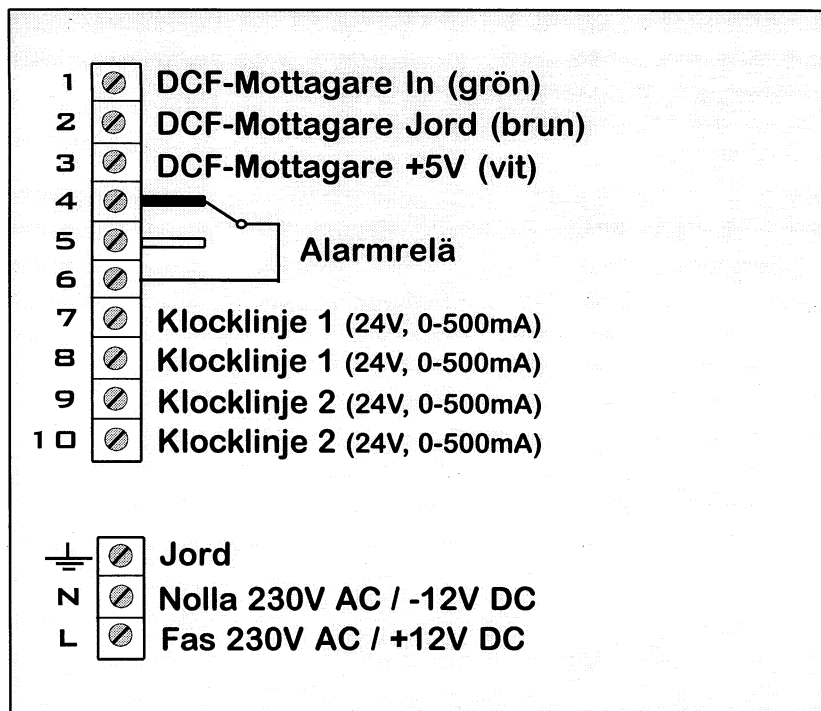 1 DCF-Mottagare In (grön)
2 DCF-Mottagare Jord (brun)
3 DCF-Mottagare +5V (vit)
4
5 Alarmrelä
6
7 Klocklinje 1 (24V, 0-500mA)
8 Klocklinje 1 (24V, 0-500mA)
9 Klocklinje 2 (24V, 0-500mA)
10 Klocklinje 2 (24V, 0-500mA)
Jord
N Nolla 230V AC / -12V DC
L Fas 230V AC / +12V DC